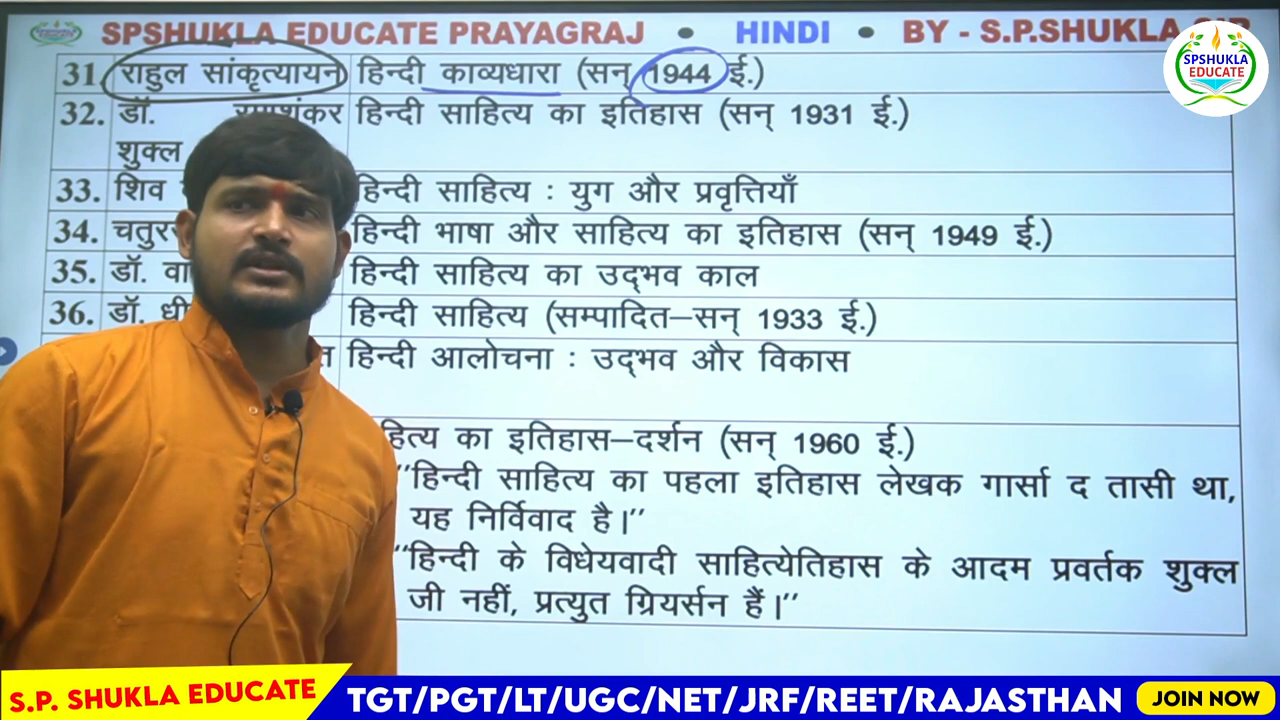 SPSHUKLA EDUCATE PRAYAGRAJ • HINDI • BY - S.P.SHUKLA
SPSHUKLA
EDUCATE
31. राहुल सांकृत्यायन हिन्दी काव्यधारा (सन् 1944 ई.)
32. डॉ. हिन्दी साहित्य का इतिहास (सन् 1931 ई.)
शुक्ल
33. शिव हिन्दी साहित्य : युग और प्रवृत्तियाँ
34. हिन्दी भाषा और साहित्य का इतिहास (सन् 1949 ई.)
35. डॉ. हिन्दी साहित्य का उद्भव काल
36. डॉ. हिन्दी साहित्य (सम्पादित–सन् 1933 ई.)
हिन्दी आलोचना : उद्भव और विकास
का इतिहास–दर्शन (सन् 1960 ई.)
''हिन्दी साहित्य का पहला इतिहास लेखक गार्सा द तासी था,
यह निर्विवाद है।''
''हिन्दी के विधेयवादी साहित्येतिहास के आदम प्रवर्तक शुक्ल
जी नहीं, प्रत्युत ग्रियर्सन हैं।''
S.P. SHUKLA EDUCATE
TGT/PGT/LT/UGC/NET/JRF/REET/RAJASTHAN
JOIN NOW